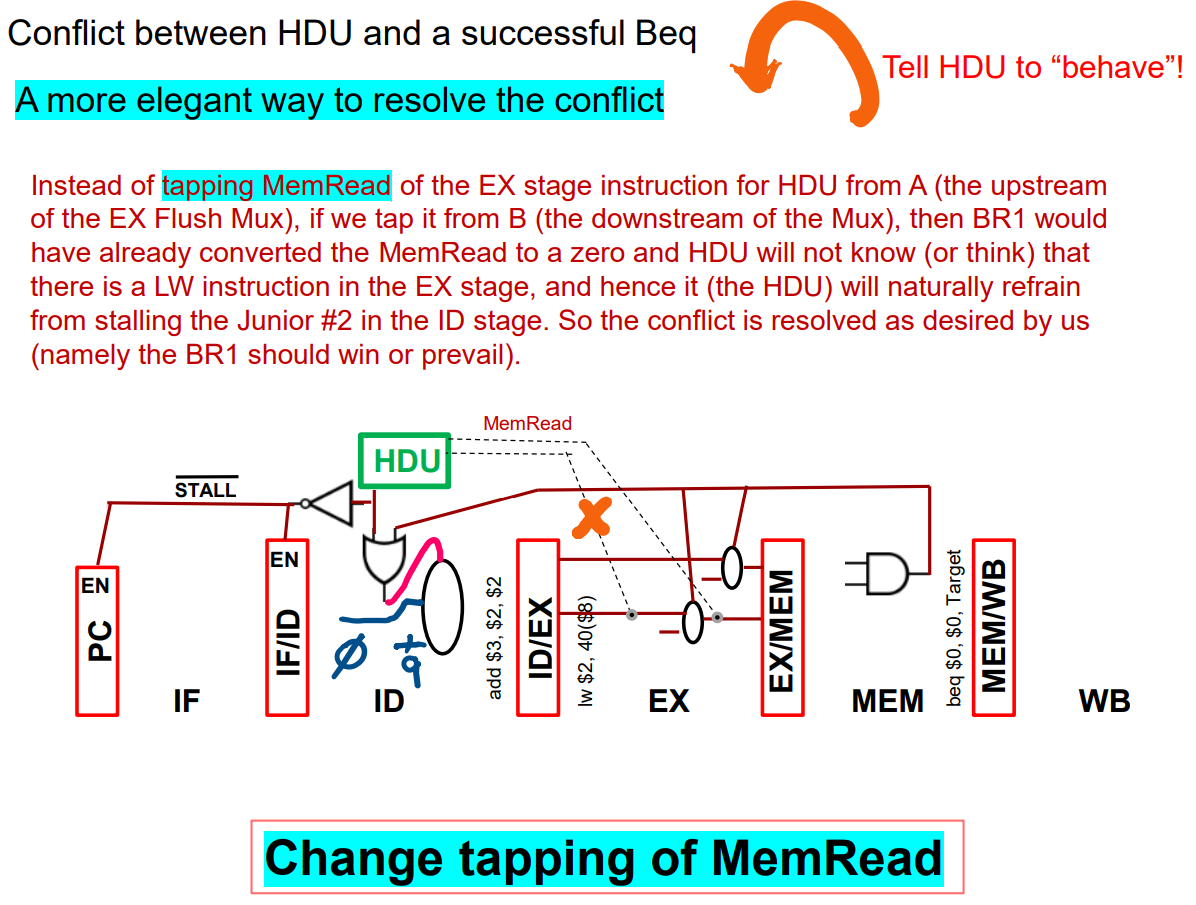 Conflict between HDU and a successful Beq
Tell HDU to “behave”!
A more elegant way to resolve the conflict
Instead of tapping MemRead of the EX stage instruction for HDU from A (the upstream
of the EX Flush Mux), if we tap it from B (the downstream of the Mux), then BR1 would
have already converted the MemRead to a zero and HDU will not know (or think) that
there is a LW instruction in the EX stage, and hence it (the HDU) will naturally refrain
from stalling the Junior #2 in the ID stage. So the conflict is resolved as desired by us
(namely the BR1 should win or prevail).
MemRead
HDU
STALL
EN
PC
IF
EN
IF/ID
ID
add $3, $2, $2
ID/EX
lw $2, 40($8)
EX
EX/MEM
MEM
beq $0, $0, Target
MEM/WB
WB
Change tapping of MemRead